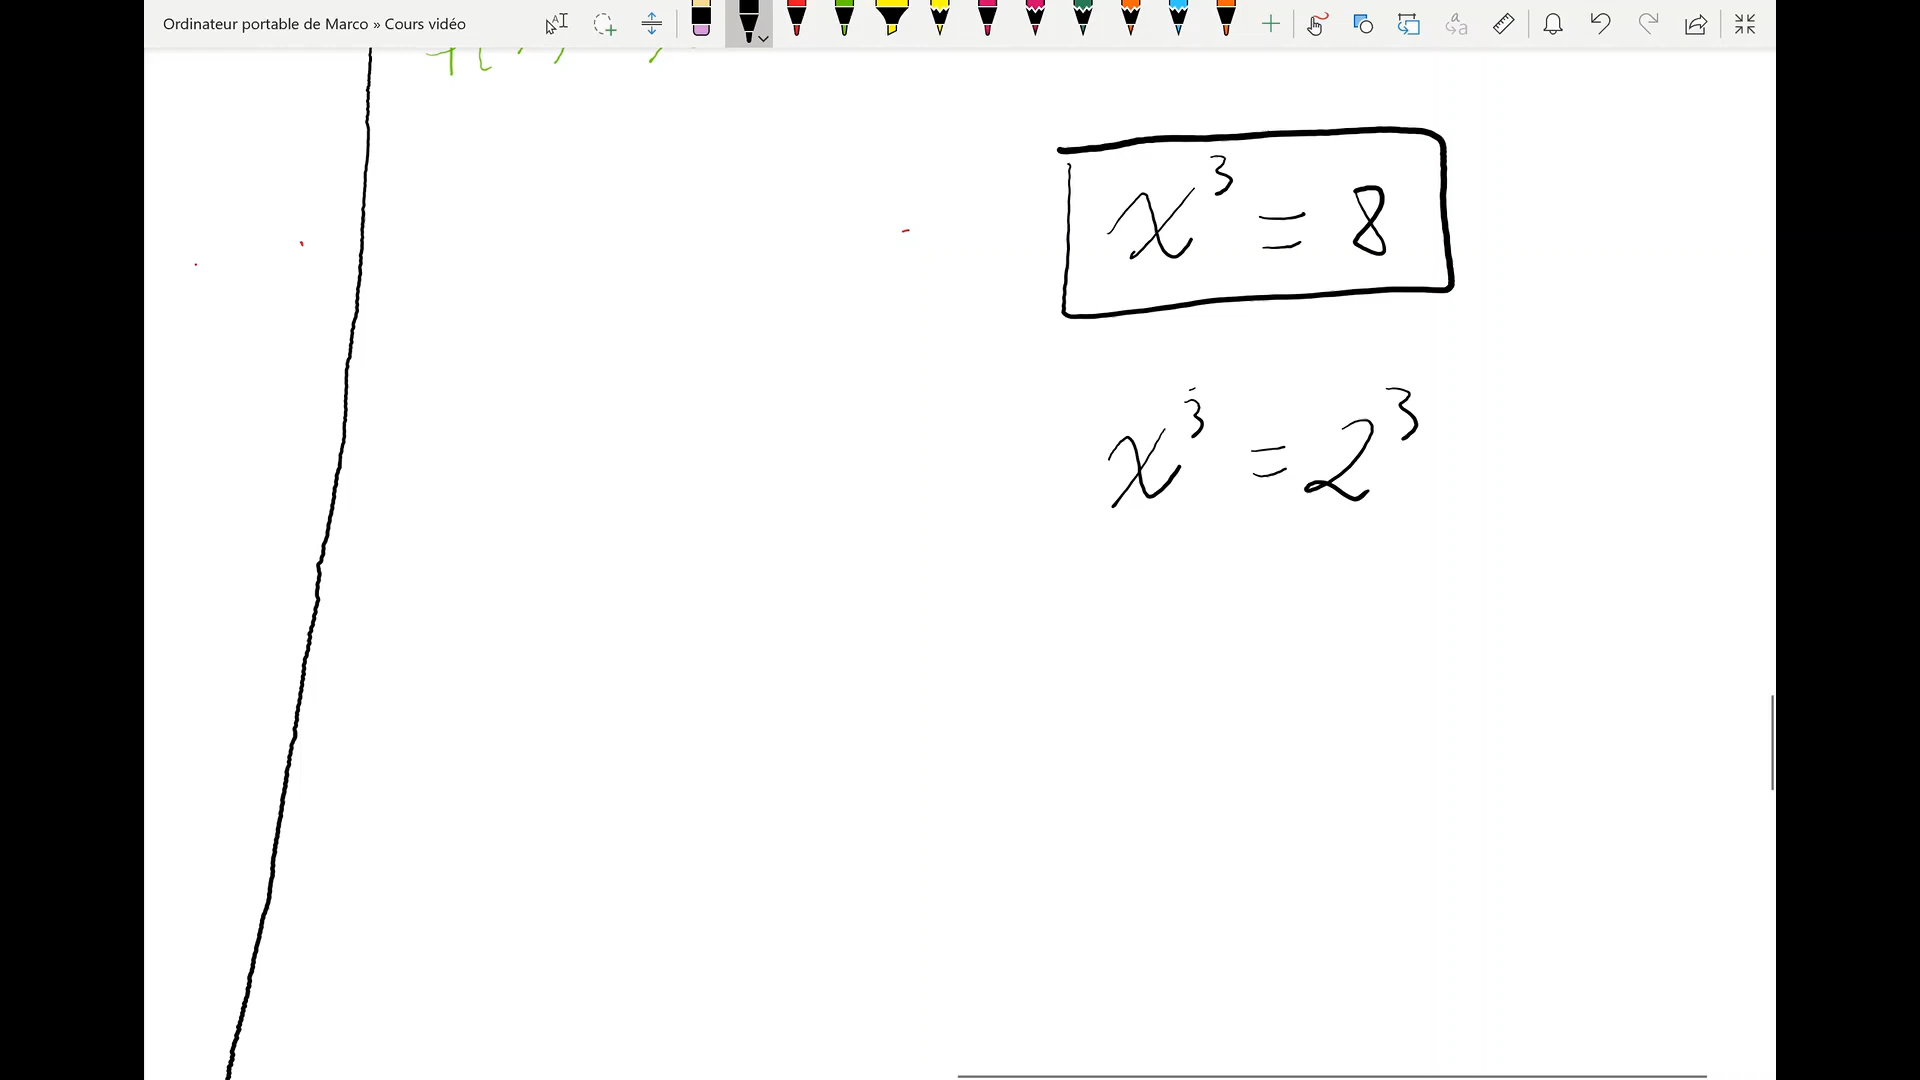 Ordinateur portable de Marco » Cours vidéo
x³ = 8
x³ = 2³